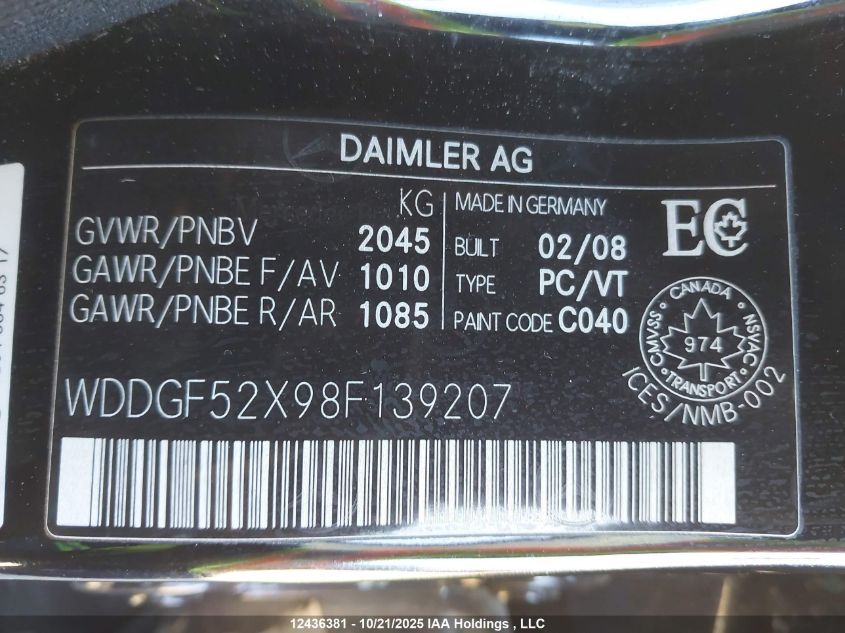 DAIMLER AG
KG
GVWR/PNBV 2045
GAWR/PNBE F/AV 1010
GAWR/PNBE R/AR 1085
MADE IN GERMANY
BUILT 02/08
TYPE PC/VT
PAINT CODE C040
EC
CANADA
CMVSS 974 NSVAC
TRANSPORT
ICES/NMB-002
WDDGF52X98F139207
12436381 - 10/21/2025 IAA Holdings , LLC